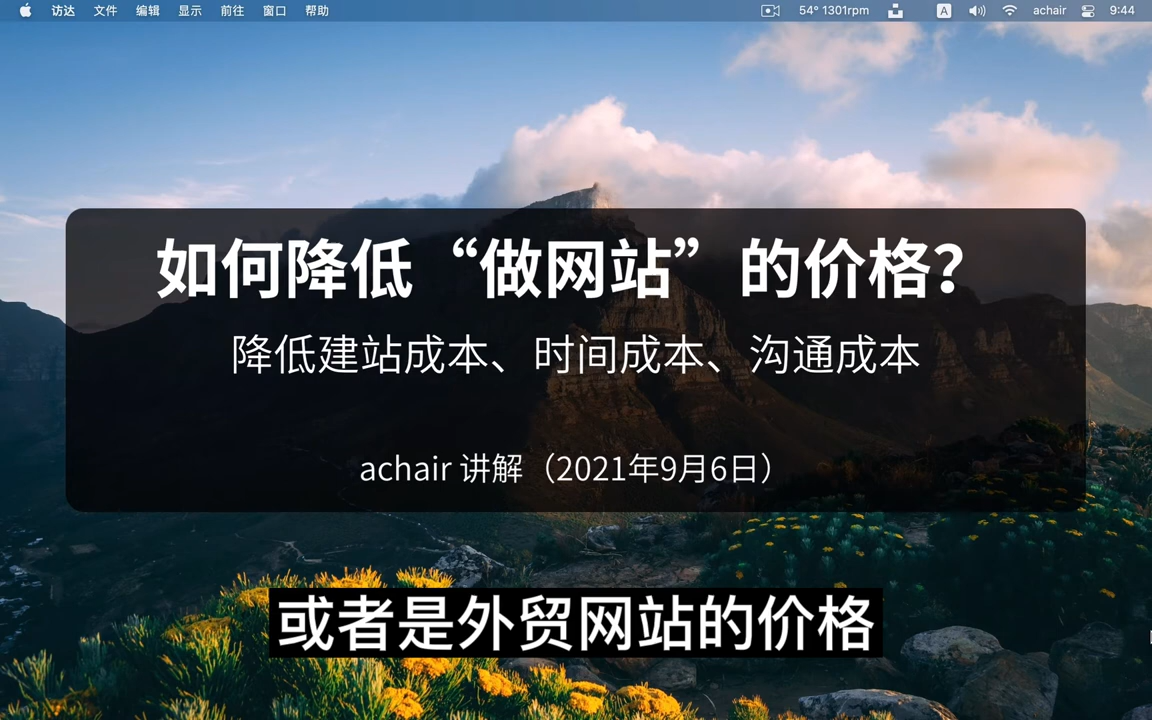 访达 文件 编辑 显示 前往 窗口 帮助 54° 1301rpm A achair 9:44
如何降低“做网站”的价格？
降低建站成本、时间成本、沟通成本
achair 讲解（2021年9月6日）
或者是外贸网站的价格